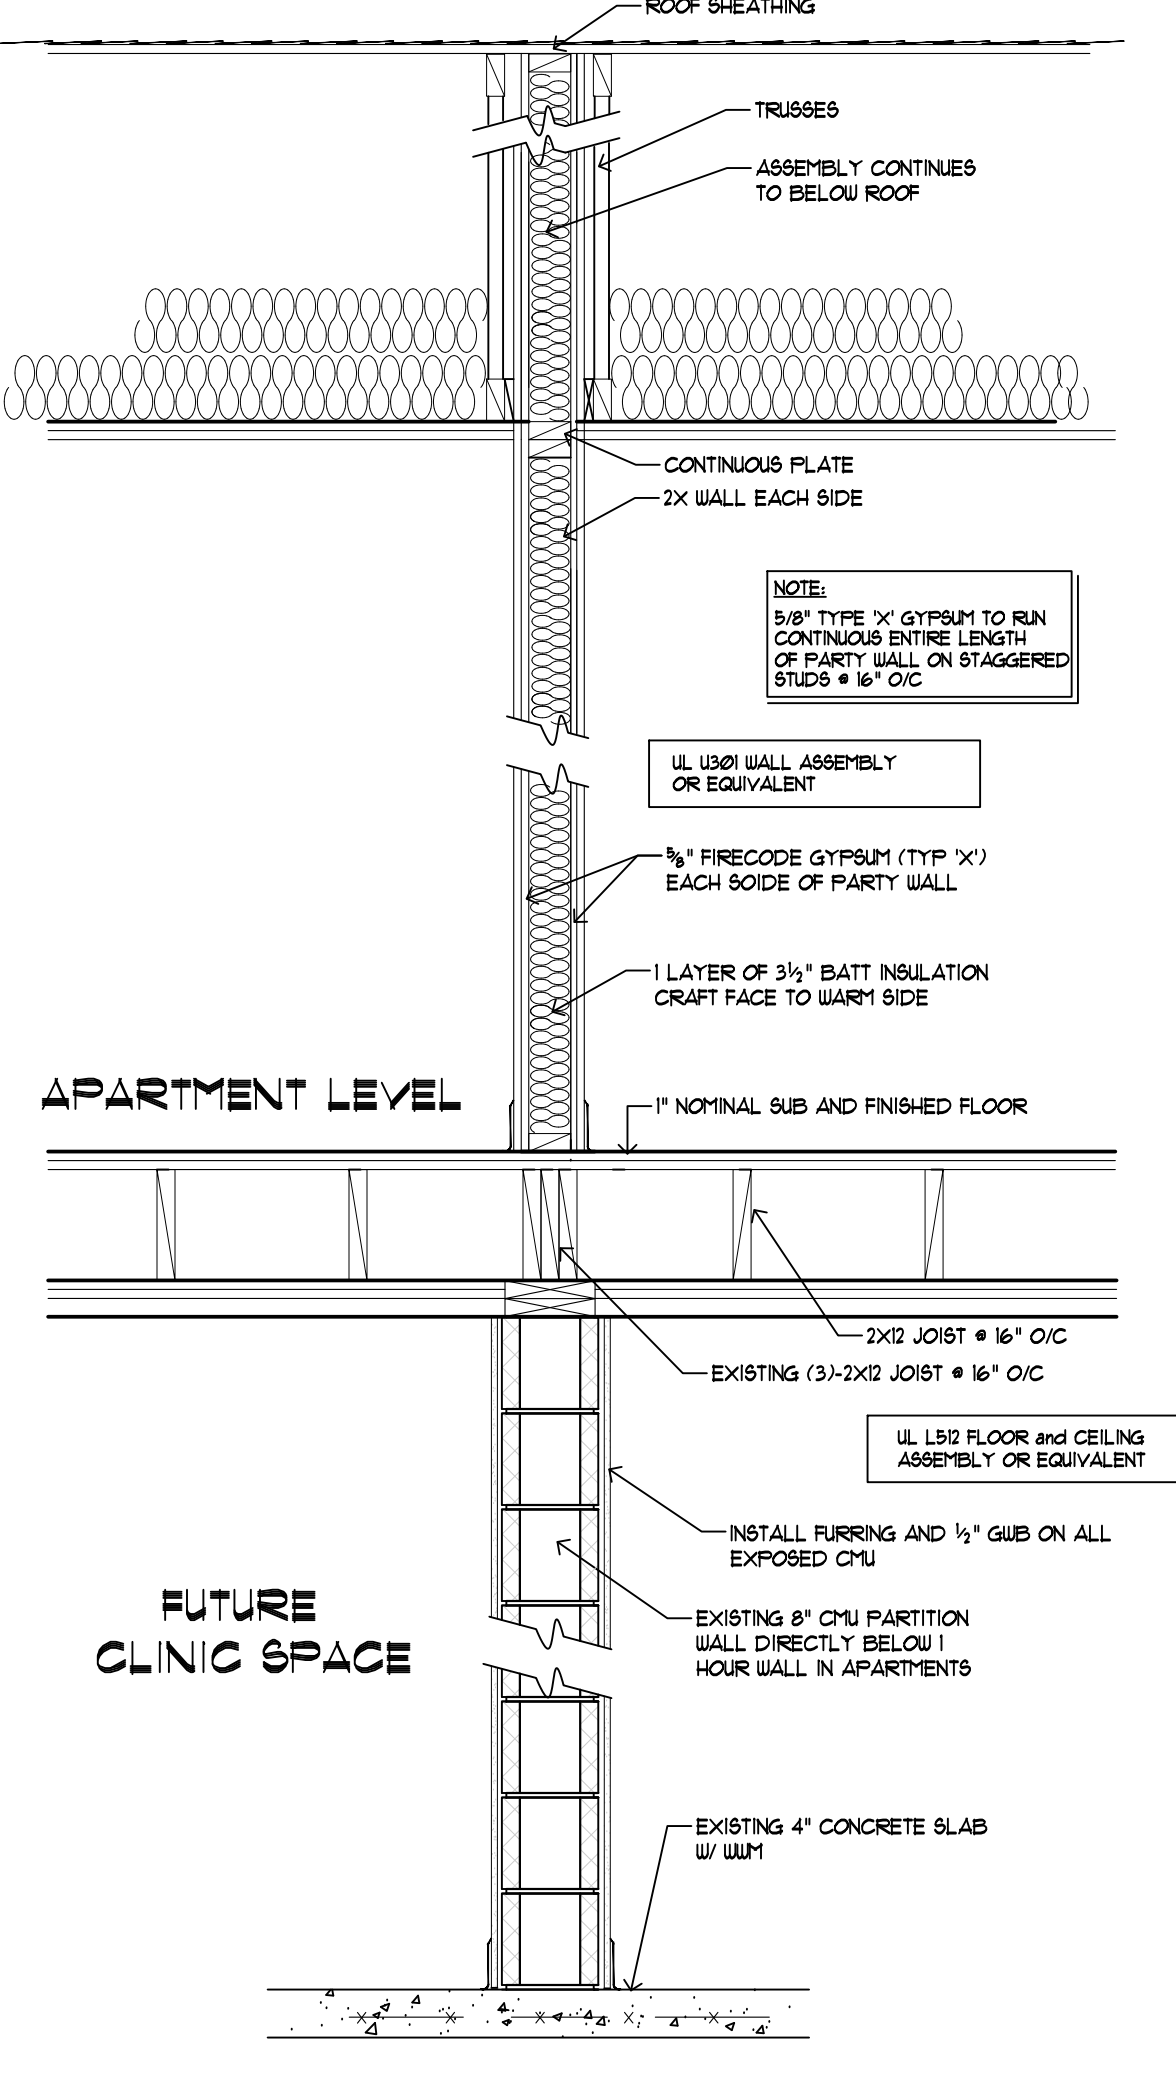 ROOF SHEATHING
TRUSSES
ASSEMBLY CONTINUES
TO BELOW ROOF
CONTINUOUS PLATE
2X WALL EACH SIDE
NOTE:
5/8" TYPE 'X' GYPSUM TO RUN
CONTINUOUS ENTIRE LENGTH
OF PARTY WALL ON STAGGERED
STUDS @ 16" O/C
UL U301 WALL ASSEMBLY
OR EQUIVALENT
5/8" FIRECODE GYPSUM (TYP 'X')
EACH SOIDE OF PARTY WALL
1 LAYER OF 3½" BATT INSULATION
CRAFT FACE TO WARM SIDE
APARTMENT LEVEL
1" NOMINAL SUB AND FINISHED FLOOR
2X12 JOIST @ 16" O/C
EXISTING (3)-2X12 JOIST @ 16" O/C
UL L512 FLOOR and CEILING
ASSEMBLY OR EQUIVALENT
INSTALL FURRING AND ½" GWB ON ALL
EXPOSED CMU
FUTURE
CLINIC SPACE
EXISTING 8" CMU PARTITION
WALL DIRECTLY BELOW 1
HOUR WALL IN APARTMENTS
EXISTING 4" CONCRETE SLAB
W/ WWM